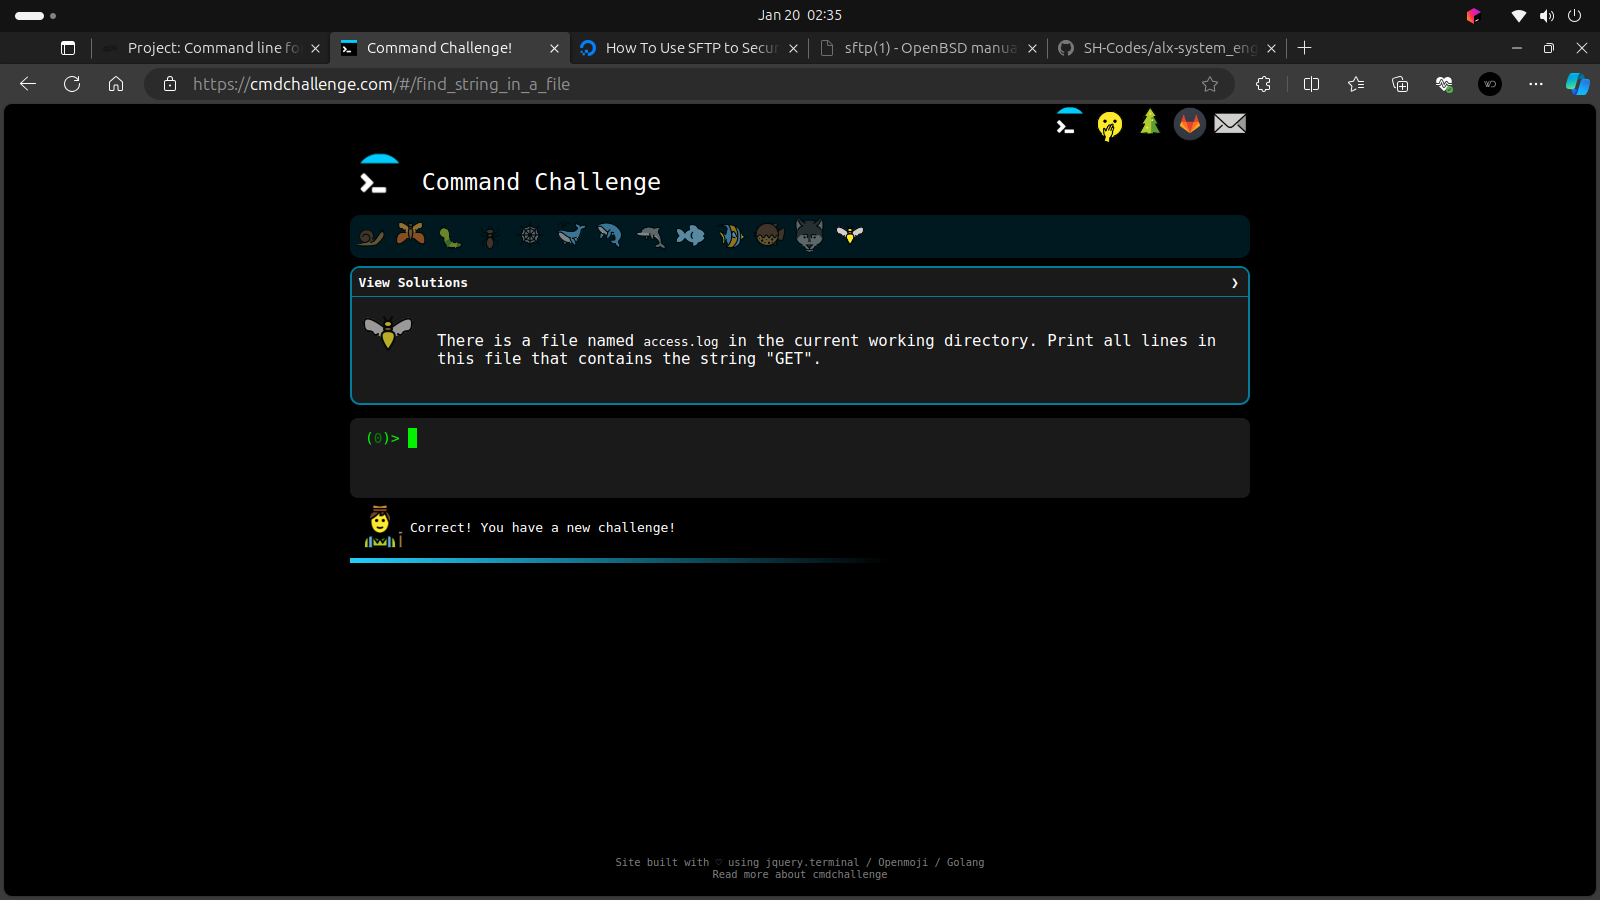 Jan 20 02:35
Project: Command line fo
Command Challenge!
How To Use SFTP to Secur
sftp(1) - OpenBSD manua
SH-Codes/alx-system_eng
https://cmdchallenge.com/#/find_string_in_a_file
WD
Command Challenge
View Solutions
There is a file named access.log in the current working directory. Print all lines in
this file that contains the string "GET".
(0)>
Correct! You have a new challenge!
Site built with ♡ using jquery.terminal / Openmoji / Golang
Read more about cmdchallenge